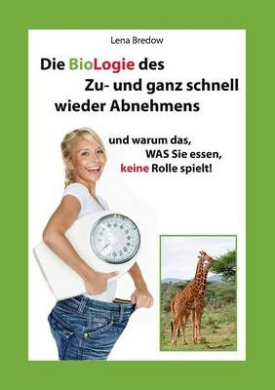 Lena Bredow
Die BioLogie des
Zu- und ganz schnell
wieder Abnehmens
und warum das,
WAS Sie essen,
keine Rolle spielt!